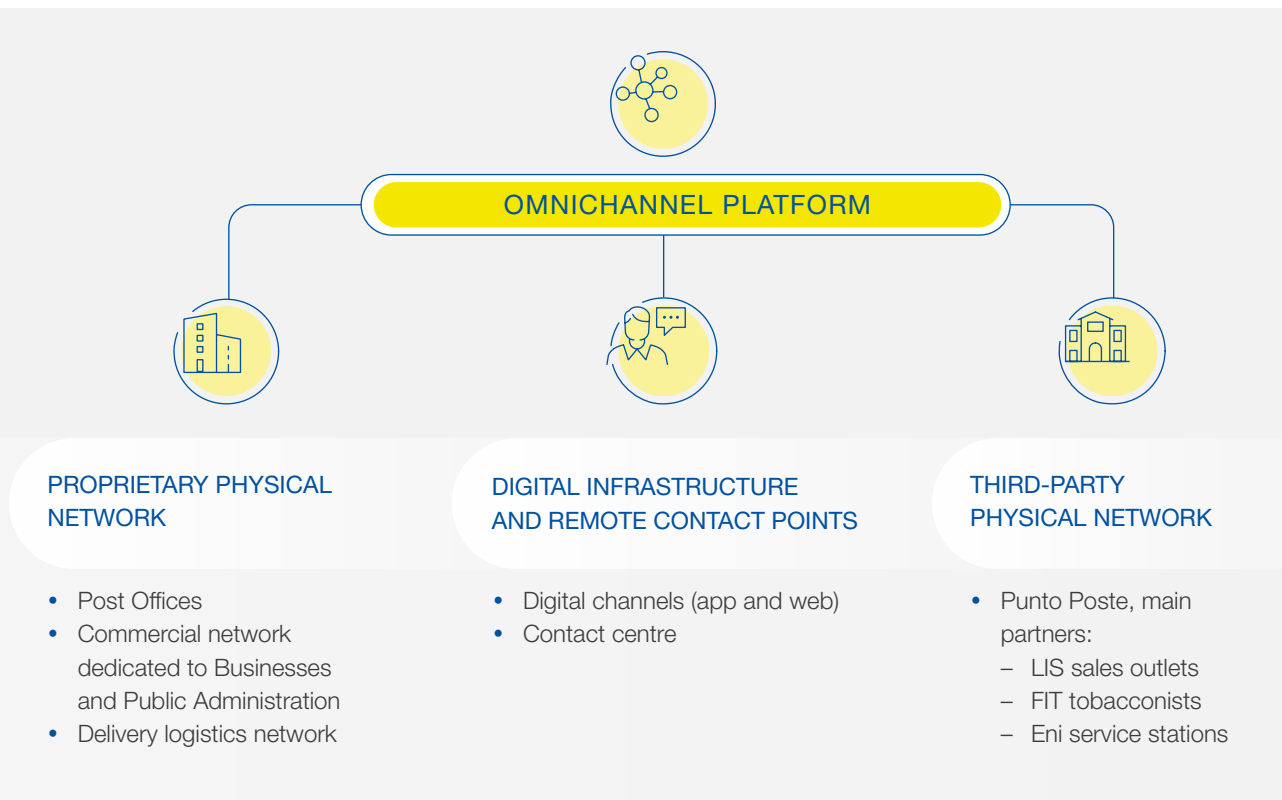 OMNICHANNEL PLATFORM
PROPRIETARY PHYSICAL
NETWORK
• Post Offices
• Commercial network
dedicated to Businesses
and Public Administration
• Delivery logistics network
DIGITAL INFRASTRUCTURE
AND REMOTE CONTACT POINTS
• Digital channels (app and web)
• Contact centre
THIRD-PARTY
PHYSICAL NETWORK
• Punto Poste, main
partners:
– LIS sales outlets
– FIT tobacconists
– Eni service stations